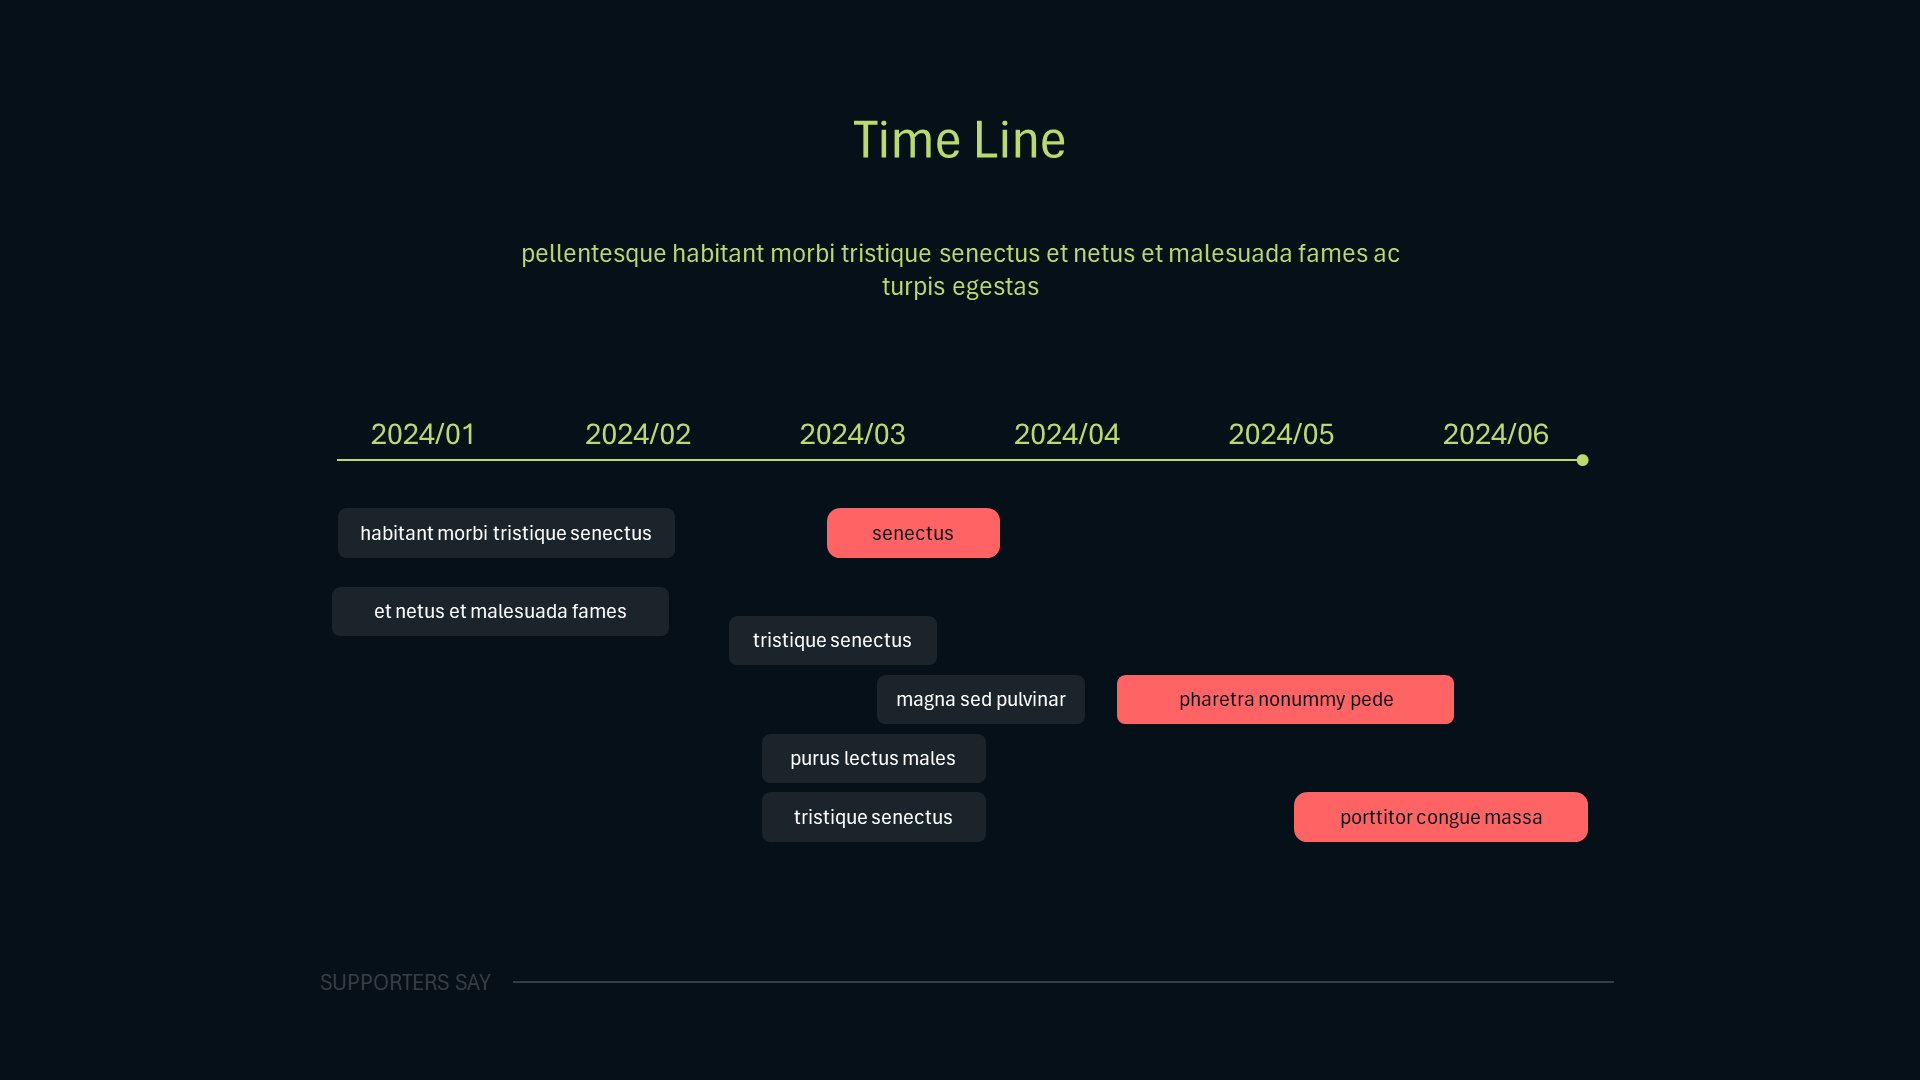 Time Line
pellentesque habitant morbi tristique senectus et netus et malesuada fames ac
turpis egestas
2024/01 2024/02 2024/03 2024/04 2024/05 2024/06
habitant morbi tristique senectus
senectus
et netus et malesuada fames
tristique senectus
magna sed pulvinar
pharetra nonummy pede
purus lectus males
tristique senectus
porttitor congue massa
SUPPORTERS SAY